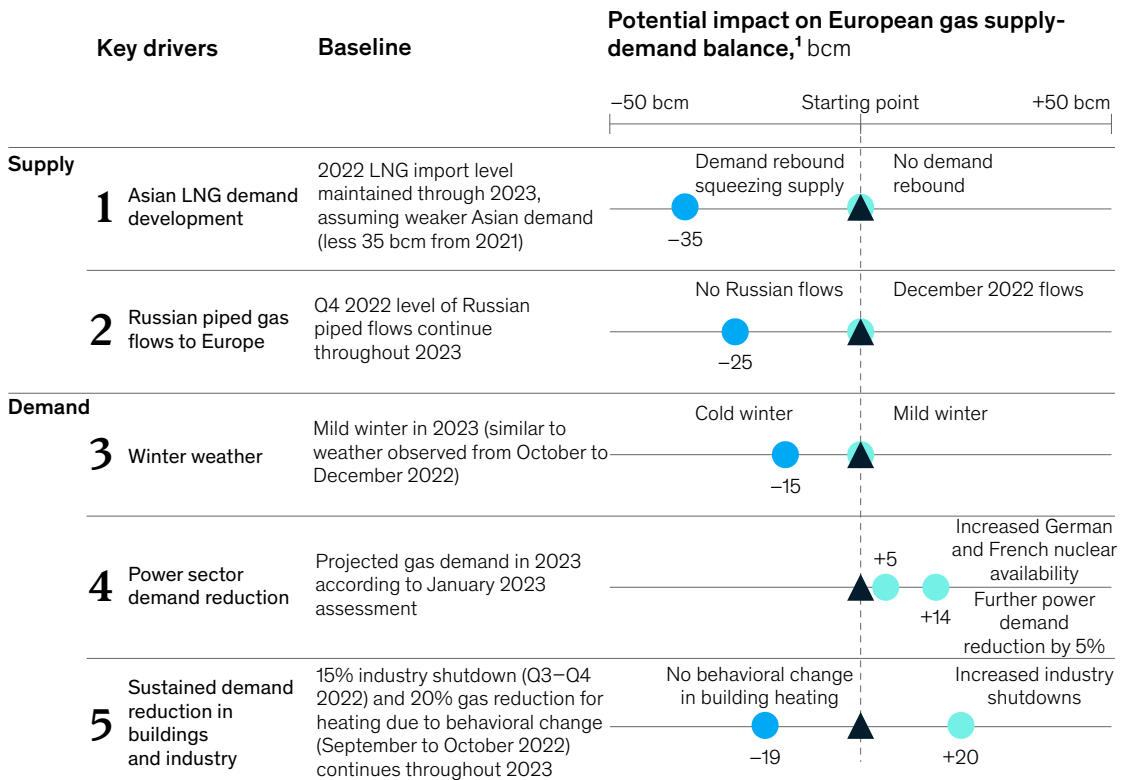 Key drivers
Baseline
Potential impact on European gas supply-
demand balance,¹ bcm
–50 bcm
Starting point
+50 bcm
Supply
1
Asian LNG demand
development
2022 LNG import level
maintained through 2023,
assuming weaker Asian demand
(less 35 bcm from 2021)
Demand rebound
squeezing supply
No demand
rebound
–35
2
Russian piped gas
flows to Europe
Q4 2022 level of Russian
piped flows continue
throughout 2023
No Russian flows
December 2022 flows
–25
Demand
3
Winter weather
Mild winter in 2023 (similar to
weather observed from October to
December 2022)
Cold winter
Mild winter
–15
4
Power sector
demand reduction
Projected gas demand in 2023
according to January 2023
assessment
+5
Increased German
and French nuclear
availability
+14
Further power
demand
reduction by 5%
5
Sustained demand
reduction in
buildings
and industry
15% industry shutdown (Q3–Q4
2022) and 20% gas reduction for
heating due to behavioral change
(September to October 2022)
continues throughout 2023
No behavioral change
in building heating
Increased industry
shutdowns
–19
+20